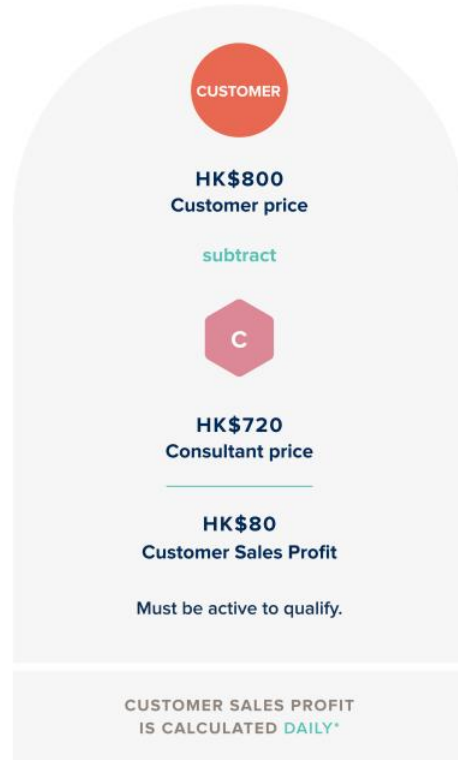 CUSTOMER
HK$800
Customer price
subtract
C
HK$720
Consultant price
HK$80
Customer Sales Profit
Must be active to qualify.
CUSTOMER SALES PROFIT
IS CALCULATED DAILY*